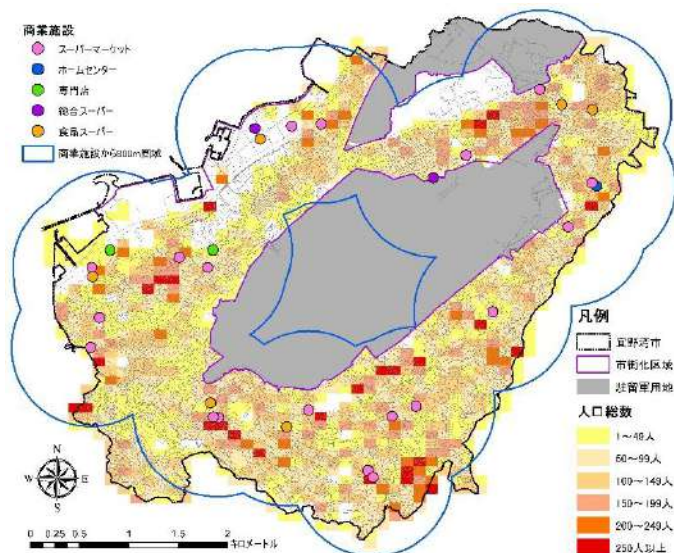 商業施設
スーパーマーケット
ホームセンター
専門店
総合スーパー
食品スーパー
商業施設から800m圏域
凡例
宜野湾市
市街化区域
駐留軍用地
人口総数
1～49人
50～99人
100～149人
150～199人
200～249人
250人以上
N
W E
S
0 0.25 0.5 1 1.5 2
キロメートル